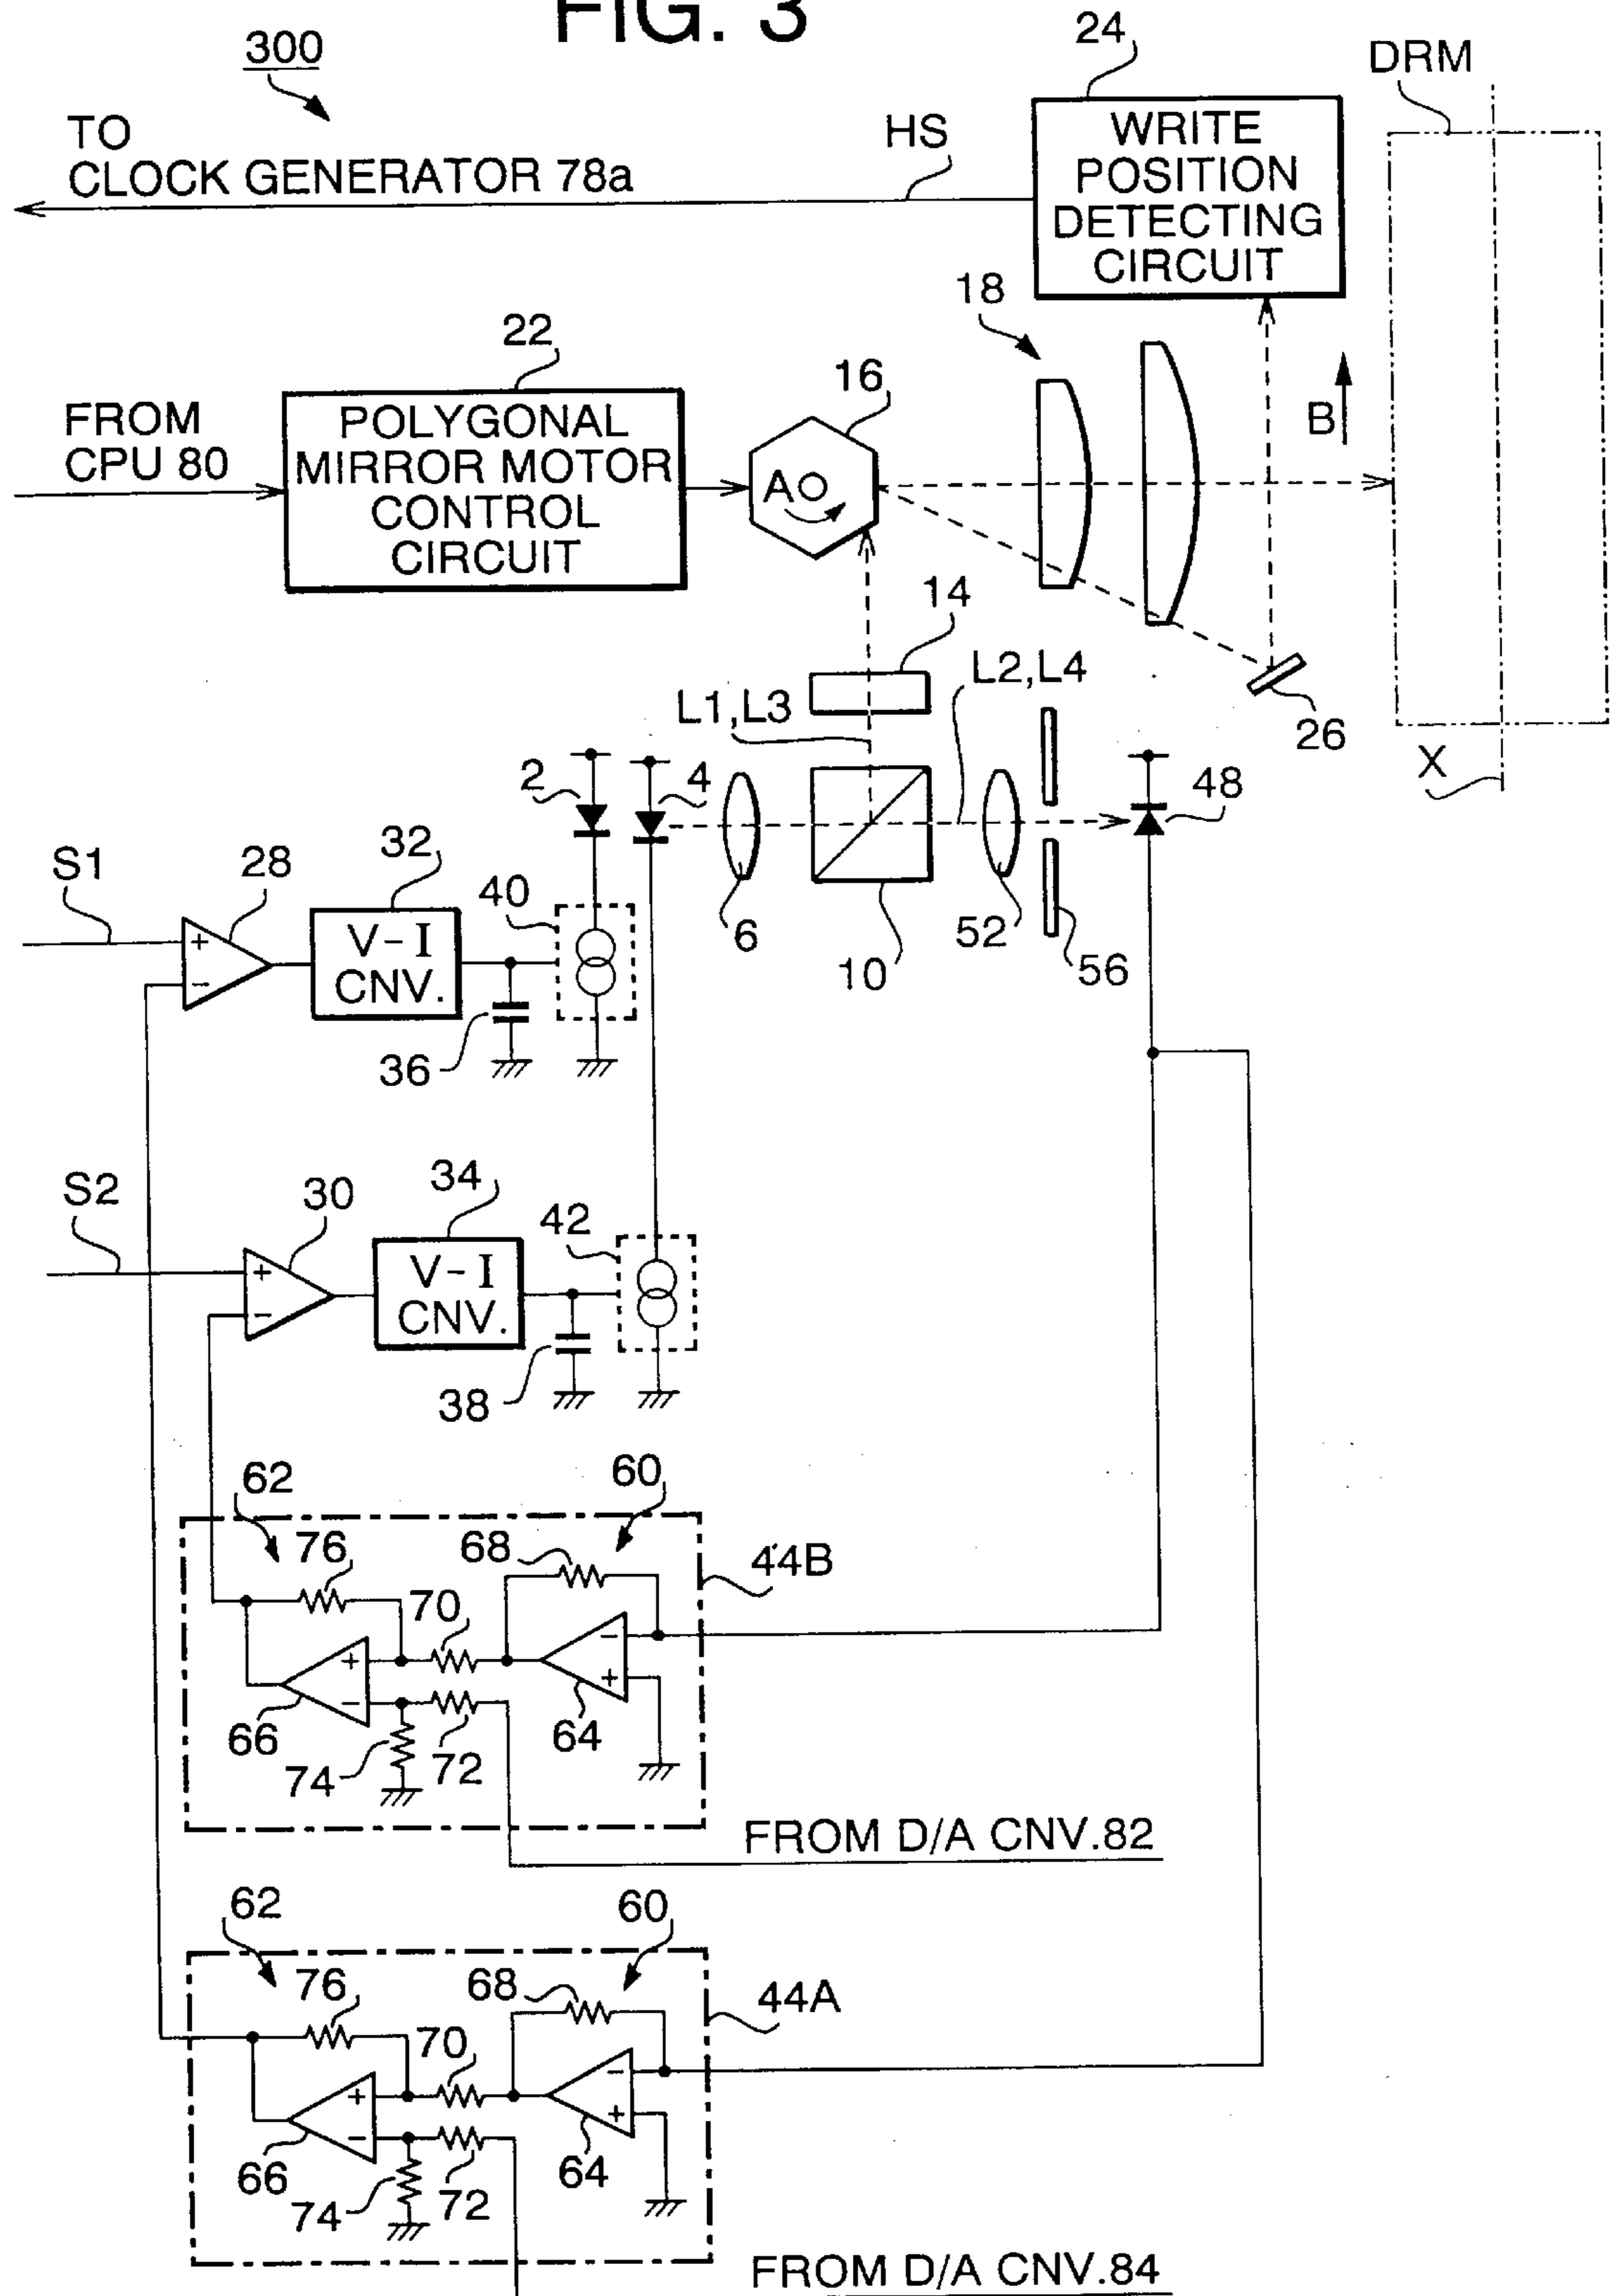 FIG. 3
300
24
DRM
TO
CLOCK GENERATOR 78a
HS
WRITE
POSITION
DETECTING
CIRCUIT
18
22
16
FROM
CPU 80
POLYGONAL
MIRROR MOTOR
CONTROL
CIRCUIT
A
B
14
L1,L3
L2,L4
26
X
2
4
48
6
10
52
56
S1
28
32
40
+
-
V-I
CNV.
36
S2
30
34
42
+
-
V-I
CNV.
38
62
60
76
68
44B
70
+
-
-
+
66
64
74
72
FROM D/A CNV.82
62
60
76
68
44A
70
+
-
-
+
66
64
74
72
FROM D/A CNV.84